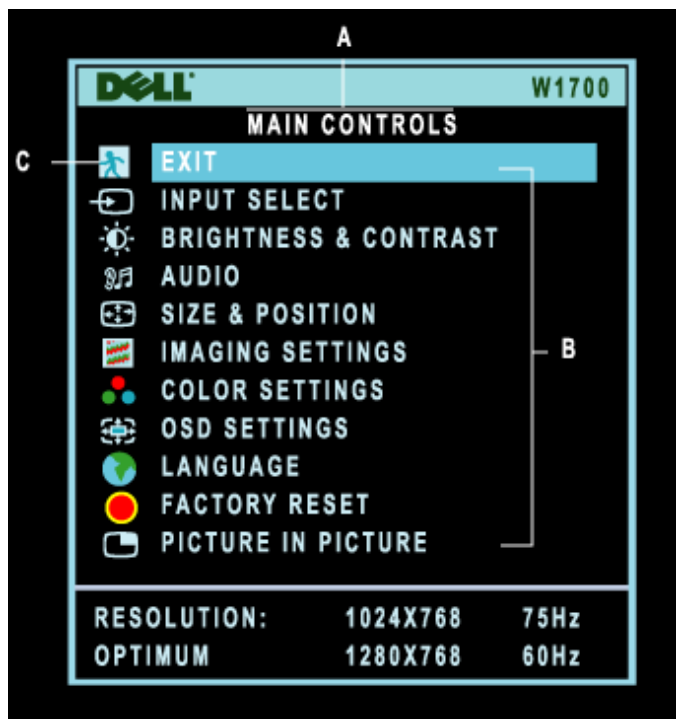 A
DELL W1700
MAIN CONTROLS
C EXIT
INPUT SELECT
BRIGHTNESS & CONTRAST
AUDIO
SIZE & POSITION
IMAGING SETTINGS B
COLOR SETTINGS
OSD SETTINGS
LANGUAGE
FACTORY RESET
PICTURE IN PICTURE
RESOLUTION: 1024X768 75Hz
OPTIMUM 1280X768 60Hz